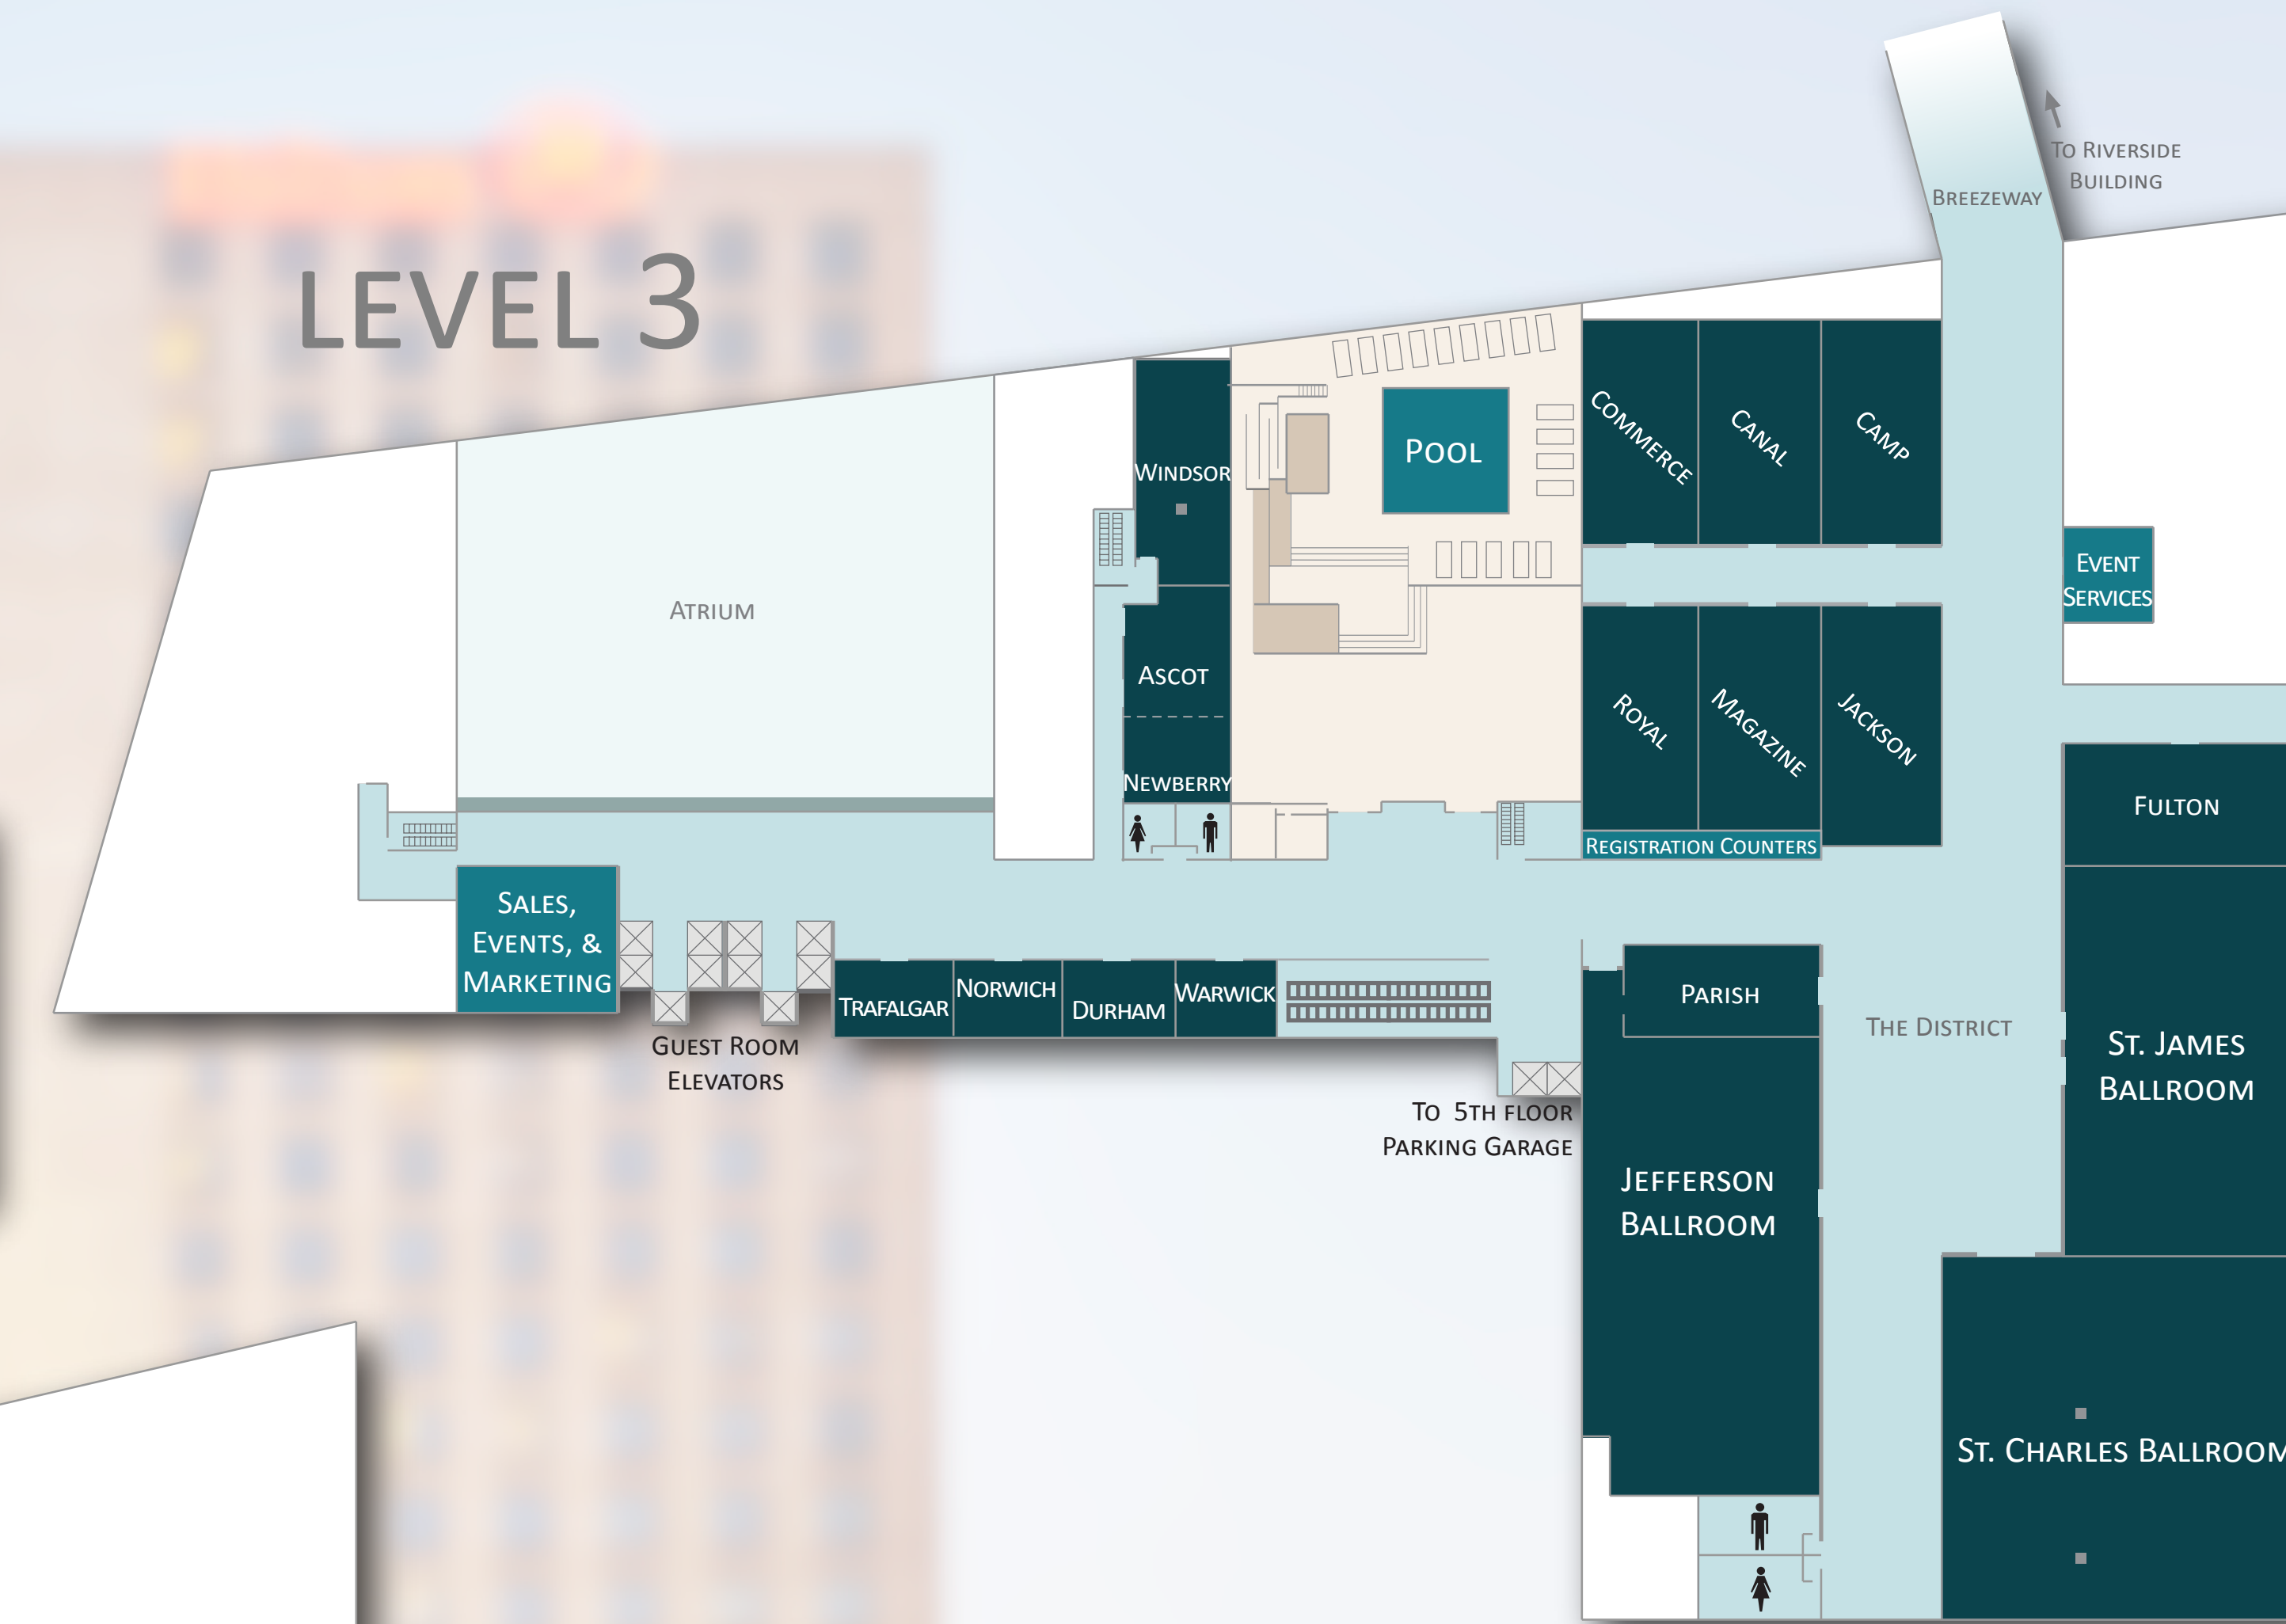 LEVEL 3
TO RIVERSIDE
BUILDING
BREEZEWAY
COMMERCE
CANAL
CAMP
POOL
WINDSOR
EVENT
SERVICES
ATRIUM
ASCOT
ROYAL
MAGAZINE
JACKSON
NEWBERRY
FULTON
REGISTRATION COUNTERS
SALES,
EVENTS, &
MARKETING
TRAFALGAR
NORWICH
DURHAM
WARWICK
PARISH
THE DISTRICT
ST. JAMES
BALLROOM
GUEST ROOM
ELEVATORS
TO 5TH FLOOR
PARKING GARAGE
JEFFERSON
BALLROOM
ST. CHARLES BALLROOM